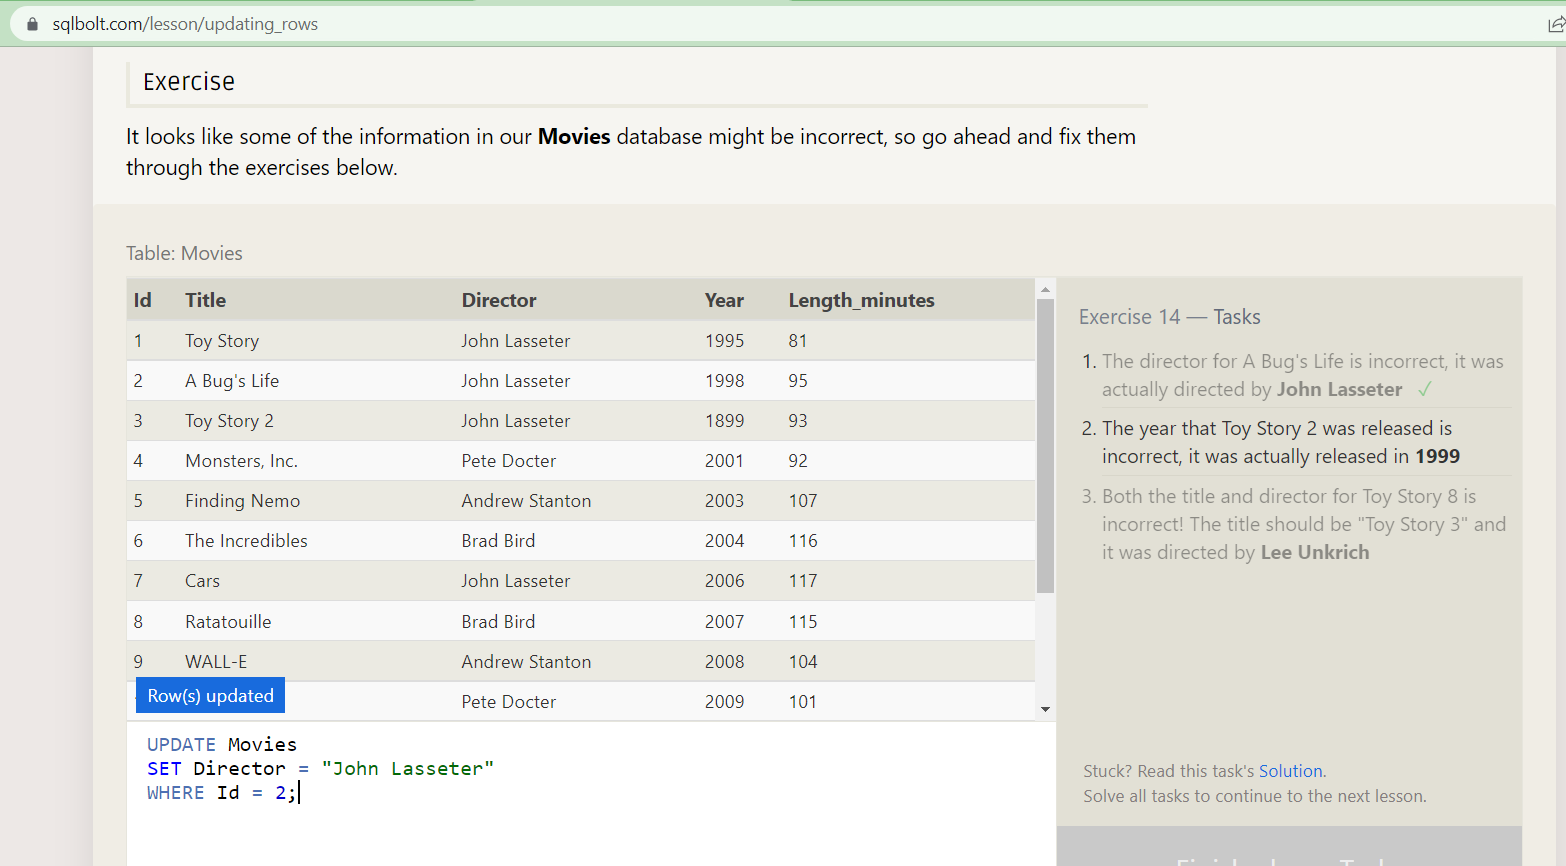 sqlbolt.com/lesson/updating_rows
Exercise
It looks like some of the information in our Movies database might be incorrect, so go ahead and fix them
through the exercises below.
Table: Movies
Id Title Director Year Length_minutes
1 Toy Story John Lasseter 1995 81
2 A Bug's Life John Lasseter 1998 95
3 Toy Story 2 John Lasseter 1899 93
4 Monsters, Inc. Pete Docter 2001 92
5 Finding Nemo Andrew Stanton 2003 107
6 The Incredibles Brad Bird 2004 116
7 Cars John Lasseter 2006 117
8 Ratatouille Brad Bird 2007 115
9 WALL-E Andrew Stanton 2008 104
Pete Docter 2009 101
Row(s) updated
UPDATE Movies
SET Director = "John Lasseter"
WHERE Id = 2;
Exercise 14 — Tasks
1. The director for A Bug's Life is incorrect, it was
actually directed by John Lasseter ✓
2. The year that Toy Story 2 was released is
incorrect, it was actually released in 1999
3. Both the title and director for Toy Story 8 is
incorrect! The title should be "Toy Story 3" and
it was directed by Lee Unkrich
Stuck? Read this task's Solution.
Solve all tasks to continue to the next lesson.